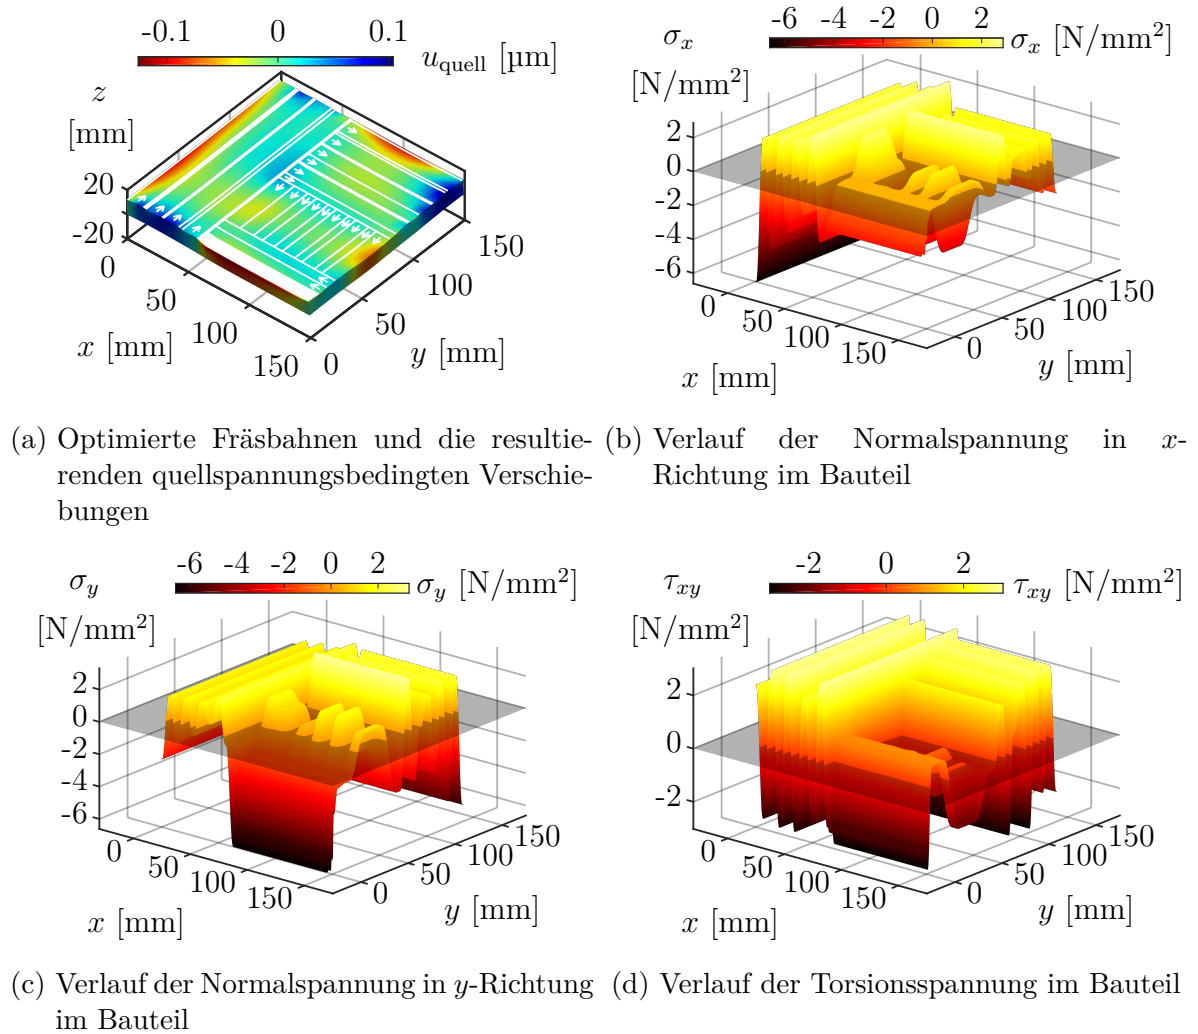 -0.1 0 0.1
u_quell [µm]
z
[mm]
20
-20
0
50
100
150
x [mm]
0
50
100
150
y [mm]
-6 -4 -2 0 2
σ_x
σ_x [N/mm²]
[N/mm²]
2
0
-2
-4
-6
0
50
100
150
x [mm]
0
50
100
150
y [mm]
(a) Optimierte Fräsbahnen und die resultie-
renden quellspannungsbedingten Verschie-
bungen
(b) Verlauf der Normalspannung in x-
Richtung im Bauteil
-6 -4 -2 0 2
σ_y
σ_y [N/mm²]
[N/mm²]
2
0
-2
-4
-6
0
50
100
150
x [mm]
0
50
100
150
y [mm]
-2 0 2
τ_xy
τ_xy [N/mm²]
[N/mm²]
2
0
-2
0
50
100
150
x [mm]
0
50
100
150
y [mm]
(c) Verlauf der Normalspannung in y-Richtung
im Bauteil
(d) Verlauf der Torsionsspannung im Bauteil